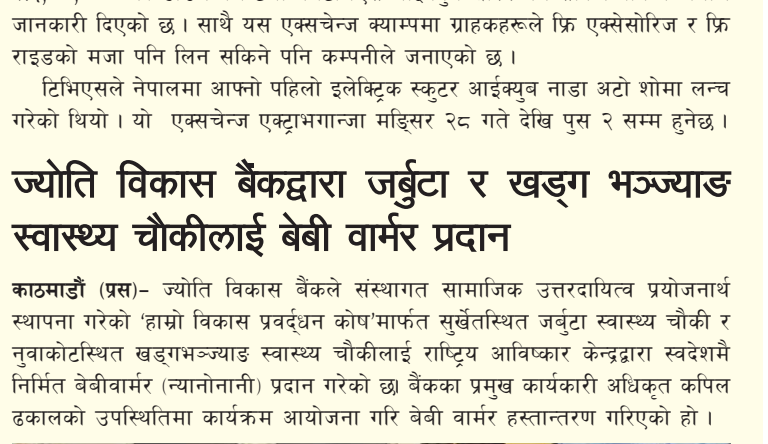 जानकारी दिएको छ । साथै यस एक्सचेन्ज क्याम्पमा ग्राहकहरूले फ्रि एक्सेसोरिज र फ्रि
राइडको मजा पनि लिन सकिने पनि कम्पनीले जनाएको छ ।
टिभिएसले नेपालमा आफ्नो पहिलो इलेक्ट्रिक स्कुटर आईक्युब नाडा अटो शोमा लन्च
गरेको थियो । यो एक्सचेन्ज एक्ट्राभगान्जा मङ्सिर २८ गते देखि पुस २ सम्म हुनेछ ।
ज्योति विकास बैंकद्वारा जर्बुटा र खड्ग भञ्ज्याङ
स्वास्थ्य चौकीलाई बेबी वार्मर प्रदान
काठमाडौं (प्रस)– ज्योति विकास बैंकले संस्थागत सामाजिक उत्तरदायित्व प्रयोजनार्थ
स्थापना गरेको ‘हाम्रो विकास प्रवर्द्धन कोष’मार्फत सुर्खेतस्थित जर्बुटा स्वास्थ्य चौकी र
नुवाकोटस्थित खड्गभञ्ज्याङ स्वास्थ्य चौकीलाई राष्ट्रिय आविष्कार केन्द्रद्वारा स्वदेशमै
निर्मित बेबीवार्मर (न्यानोनानी) प्रदान गरेको छ। बैंकका प्रमुख कार्यकारी अधिकृत कपिल
ढकालको उपस्थितिमा कार्यक्रम आयोजना गरि बेबी वार्मर हस्तान्तरण गरिएको हो ।